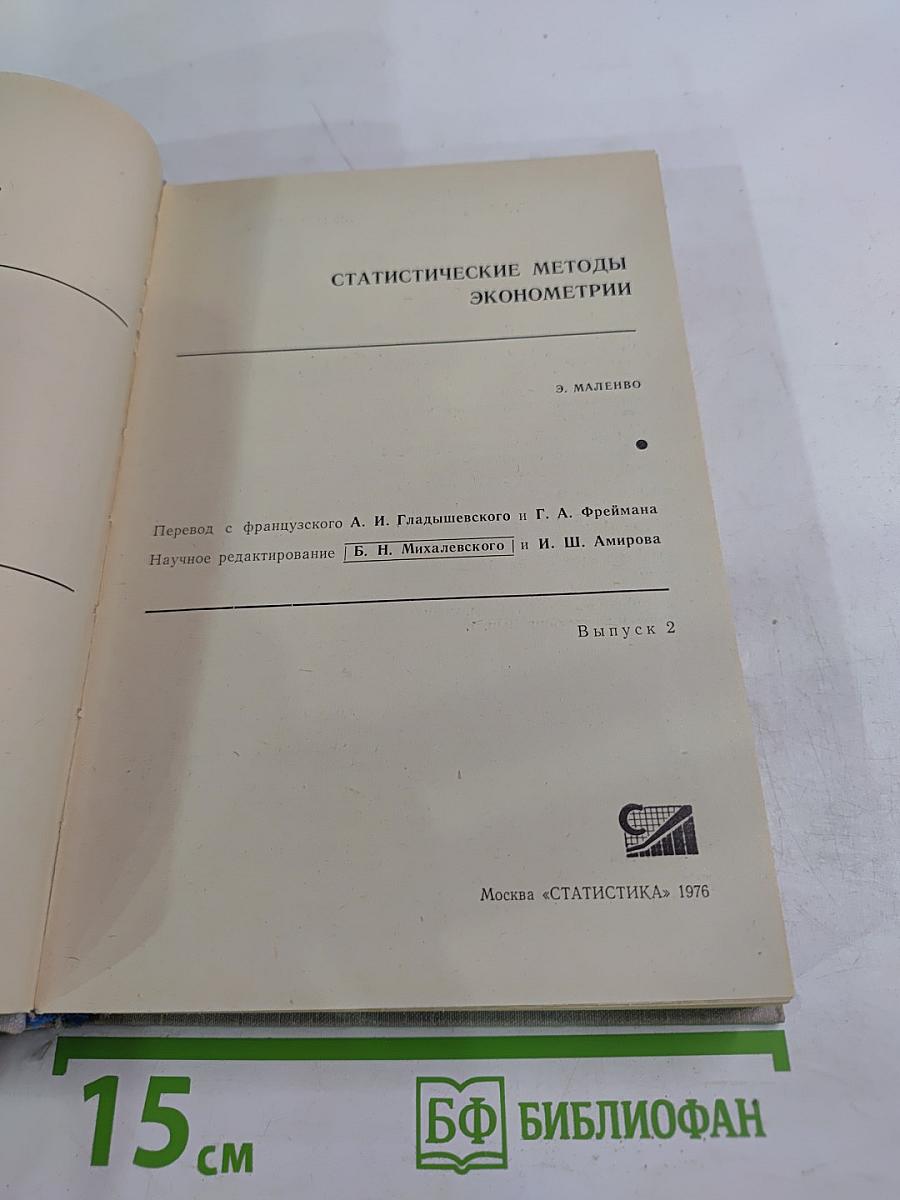 СТАТИСТИЧЕСКИЕ МЕТОДЫ
ЭКОНОМЕТРИИ
Э. МАЛЕНВО
Перевод с французского А. И. Гладышевского и Г. А. Фреймана
Научное редактирование Б. Н. Михалевского и И. Ш. Амирова
Выпуск 2
С
Москва «СТАТИСТИКА» 1976
15 см
БФ БИБЛИОФАН